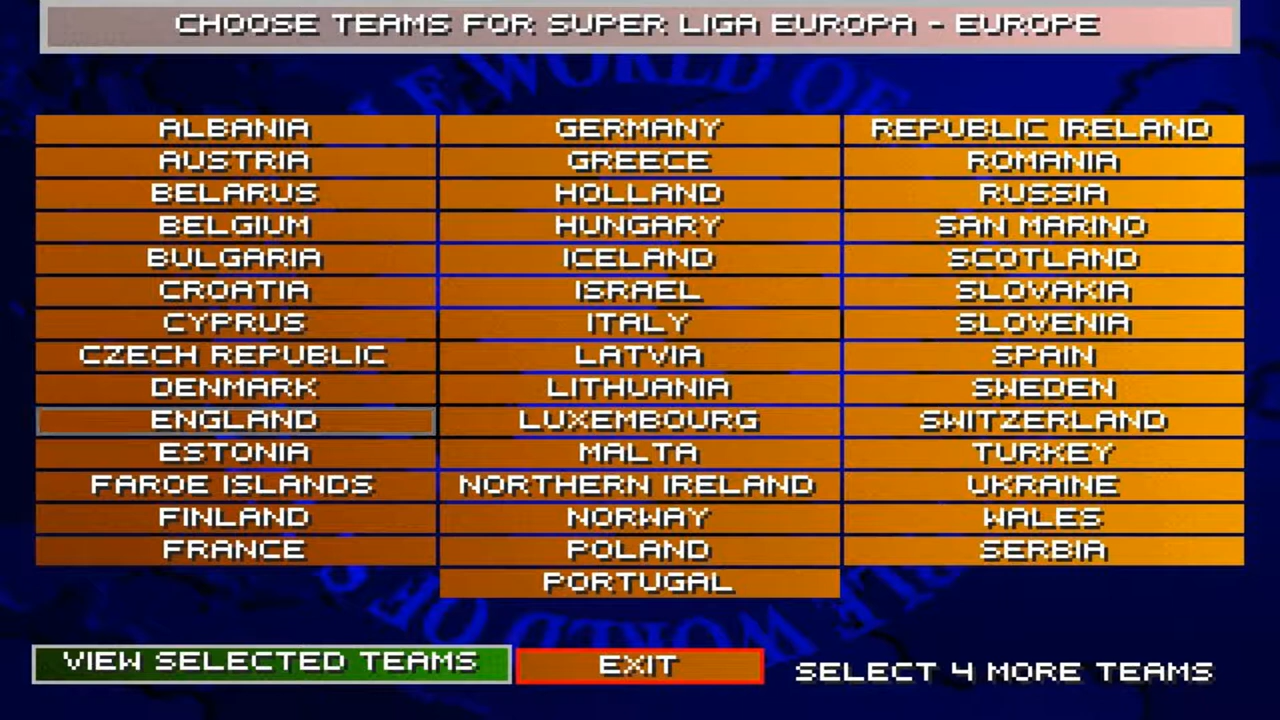 CHOOSE TEAMS FOR SUPER LIGA EUROPA - EUROPE
LE WORLD OF
ALBANIA
AUSTRIA
BELARUS
BELGIUM
BULGARIA
CROATIA
CYPRUS
CZECH REPUBLIC
DENMARK
ENGLAND
ESTONIA
FAROE ISLANDS
FINLAND
FRANCE
GERMANY
GREECE
HOLLAND
HUNGARY
ICELAND
ISRAEL
ITALY
LATVIA
LITHUANIA
LUXEMBOURG
MALTA
NORTHERN IRELAND
NORWAY
POLAND
PORTUGAL
REPUBLIC IRELAND
ROMANIA
RUSSIA
SAN MARINO
SCOTLAND
SLOVAKIA
SLOVENIA
SPAIN
SWEDEN
SWITZERLAND
TURKEY
UKRAINE
WALES
SERBIA
VIEW SELECTED TEAMS
EXIT
SELECT 4 MORE TEAMS